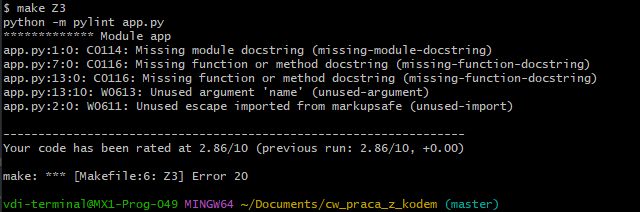 $ make Z3
python -m pylint app.py
************* Module app
app.py:1:0: C0114: Missing module docstring (missing-module-docstring)
app.py:7:0: C0116: Missing function or method docstring (missing-function-docstring)
app.py:13:0: C0116: Missing function or method docstring (missing-function-docstring)
app.py:13:10: W0613: Unused argument 'name' (unused-argument)
app.py:2:0: W0611: Unused escape imported from markupsafe (unused-import)

------------------------------------------------------------------
Your code has been rated at 2.86/10 (previous run: 2.86/10, +0.00)

make: *** [Makefile:6: Z3] Error 20

vdi-terminal@MX1-Prog-049 MINGW64 ~/Documents/cw_praca_z_kodem (master)